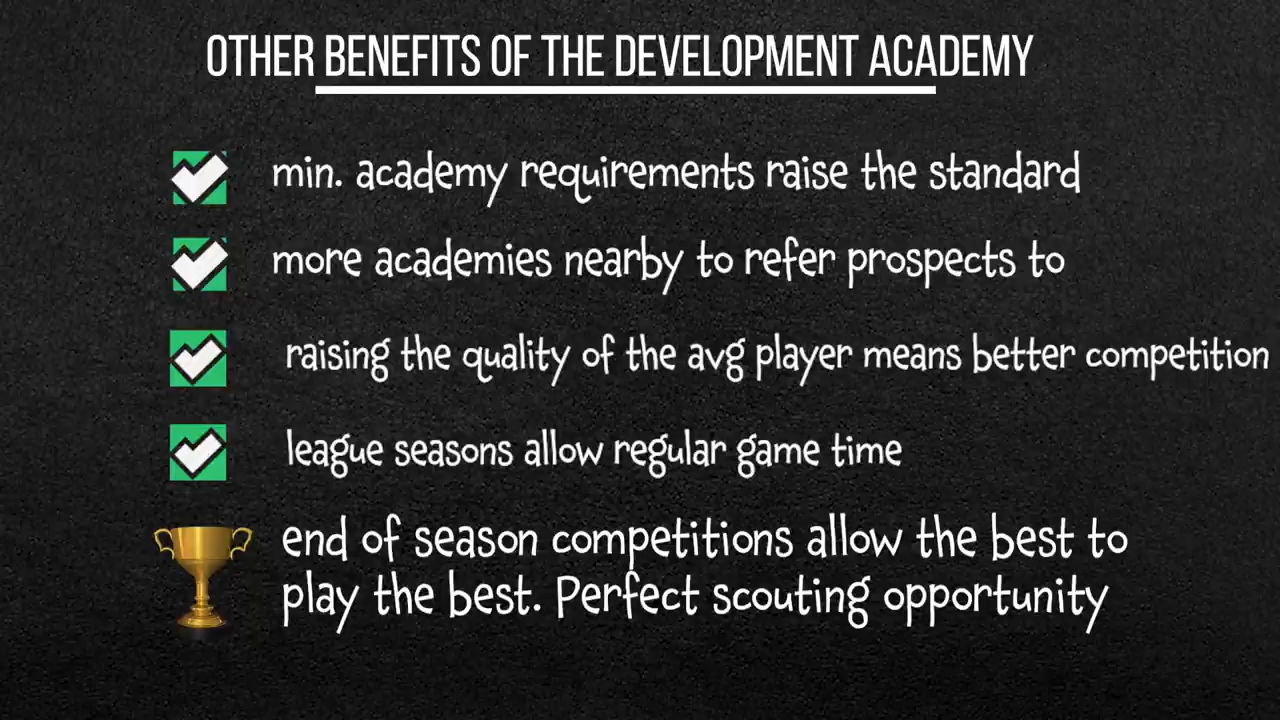 OTHER BENEFITS OF THE DEVELOPMENT ACADEMY
min. academy requirements raise the standard
more academies nearby to refer prospects to
raising the quality of the avg player means better competition
league seasons allow regular game time
end of season competitions allow the best to
play the best. Perfect scouting opportunity